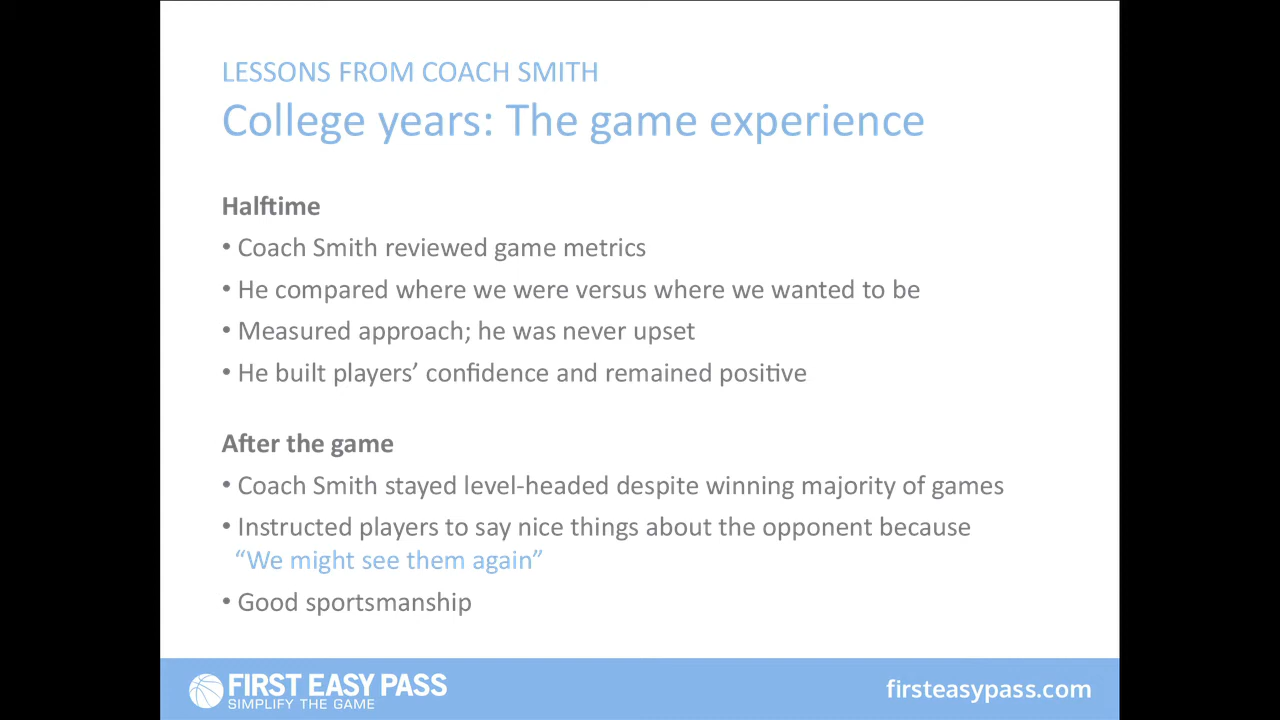 LESSONS FROM COACH SMITH
College years: The game experience
Halftime
• Coach Smith reviewed game metrics
• He compared where we were versus where we wanted to be
• Measured approach; he was never upset
• He built players’ confidence and remained positive
After the game
• Coach Smith stayed level-headed despite winning majority of games
• Instructed players to say nice things about the opponent because
“We might see them again”
• Good sportsmanship
FIRST EASY PASS
SIMPLIFY THE GAME
firsteasypass.com